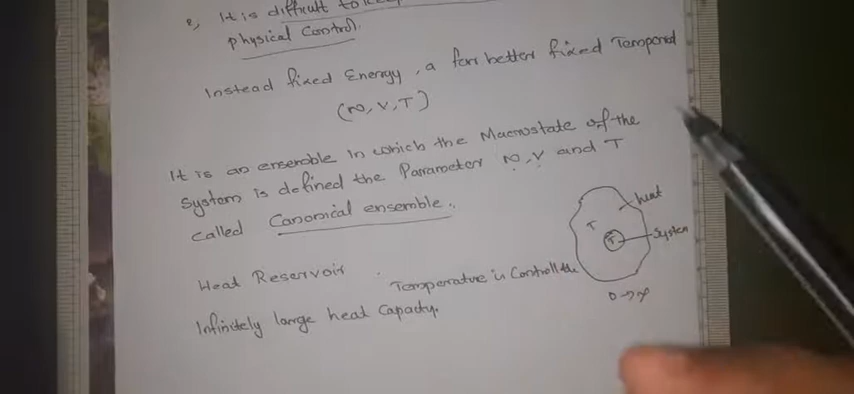 2, It is difficult to keep
physical Control.
Instead fixed Energy, a far better fixed Temperat
(N, V, T)
It is an ensemble in which the Macrostate of the
System is defined the Parameter N, V and T
called Canonical ensemble.
heat
T
T
System
Heat Reservoir
Temperature is Controll the
Infinitely large heat Capacity.